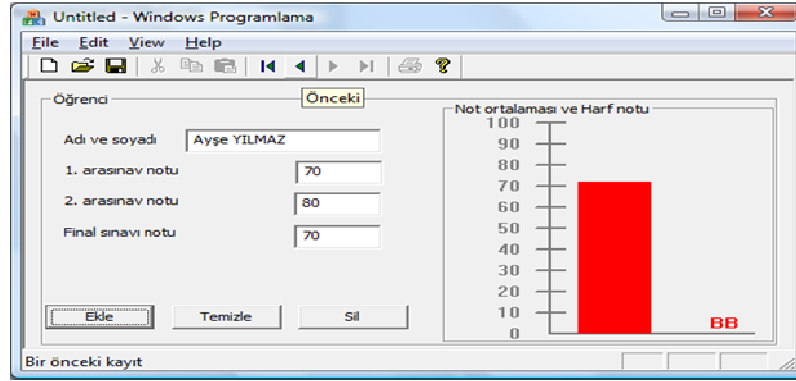 Untitled - Windows Programlama
File Edit View Help
Önceki
Öğrenci
Adı ve soyadı Ayşe YILMAZ
1. arasınav notu 70
2. arasınav notu 80
Final sınavı notu 70
Ekle Temizle Sil
Not ortalaması ve Harf notu
100
90
80
70
60
50
40
30
20
10
0
BB
Bir önceki kayıt